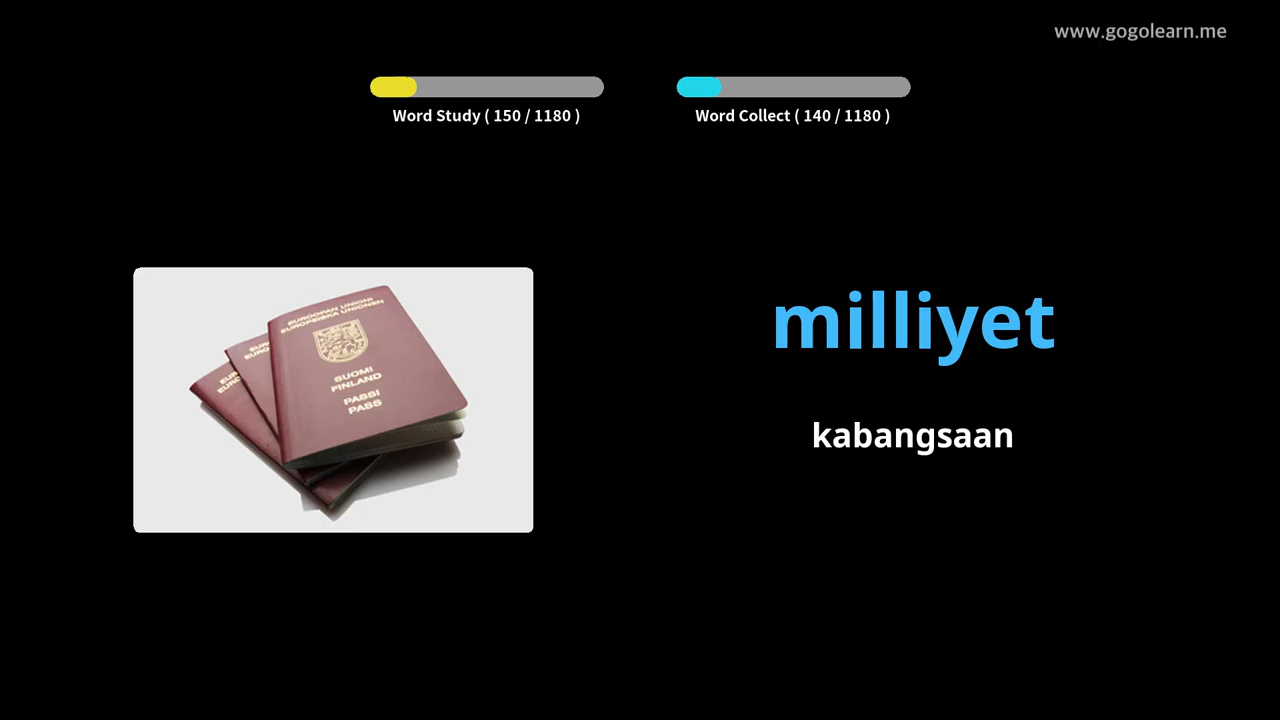 www.gogolearn.me
Word Study ( 150 / 1180 )
Word Collect ( 140 / 1180 )
EUROOPAN UNIONI
EUROPEISKA UNIONEN
SUOMI
FINLAND
PASSI
PASS
milliyet
kabangsaan